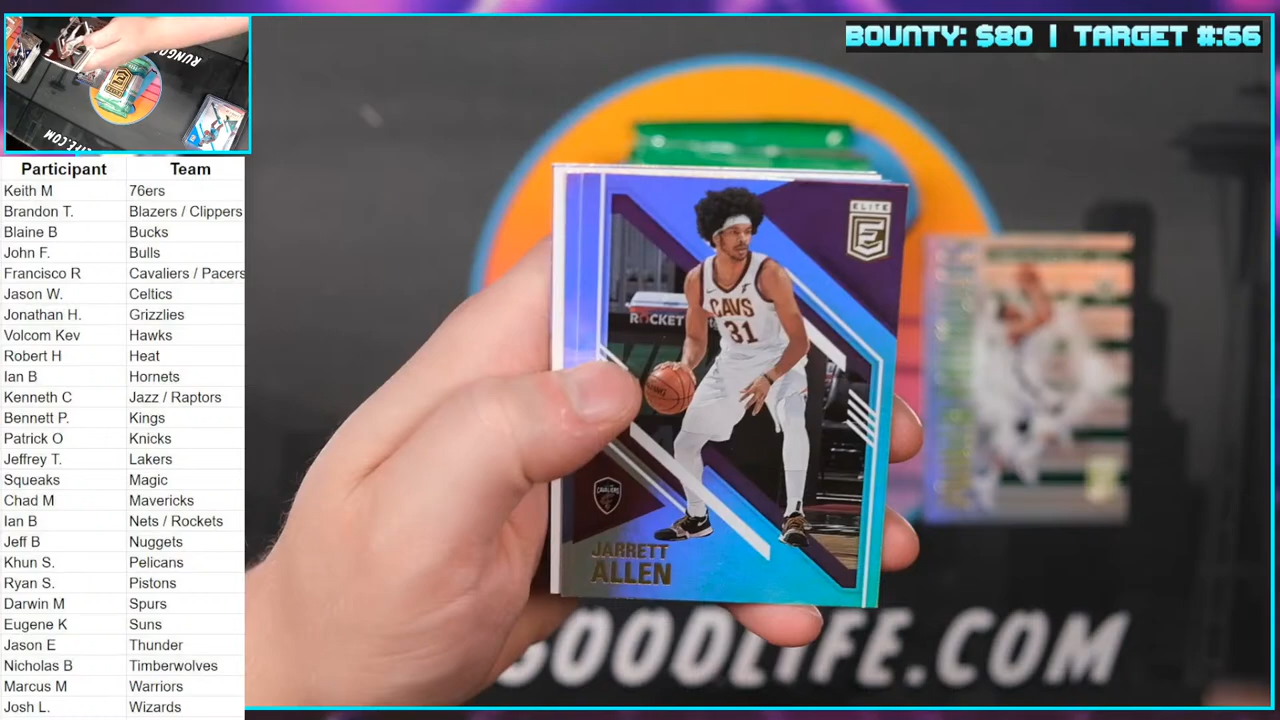 BOUNTY: $80 | TARGET #:66
RUNGO
E
.COM
Participant Team
Keith M 76ers
Brandon T. Blazers / Clippers
Blaine B Bucks
John F. Bulls
Francisco R Cavaliers / Pacers
Jason W. Celtics
Jonathan H. Grizzlies
Volcom Kev Hawks
Robert H Heat
Ian B Hornets
Kenneth C Jazz / Raptors
Bennett P. Kings
Patrick O Knicks
Jeffrey T. Lakers
Squeaks Magic
Chad M Mavericks
Ian B Nets / Rockets
Jeff B Nuggets
Khun S. Pelicans
Ryan S. Pistons
Darwin M Spurs
Eugene K Suns
Jason E Thunder
Nicholas B Timberwolves
Marcus M Warriors
Josh L. Wizards
ELITE
E
ROCKET
CAVS
31
CAVALIERS
JARRETT
ALLEN
GOODLIFE.COM